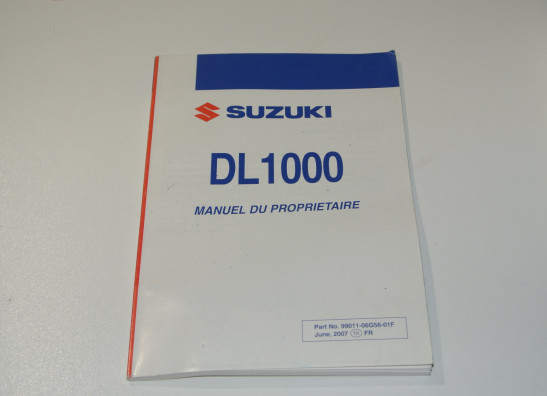 SUZUKI
DL1000
MANUEL DU PROPRIETAIRE
Part No. 99011-06G56-01F
June, 2007 FR